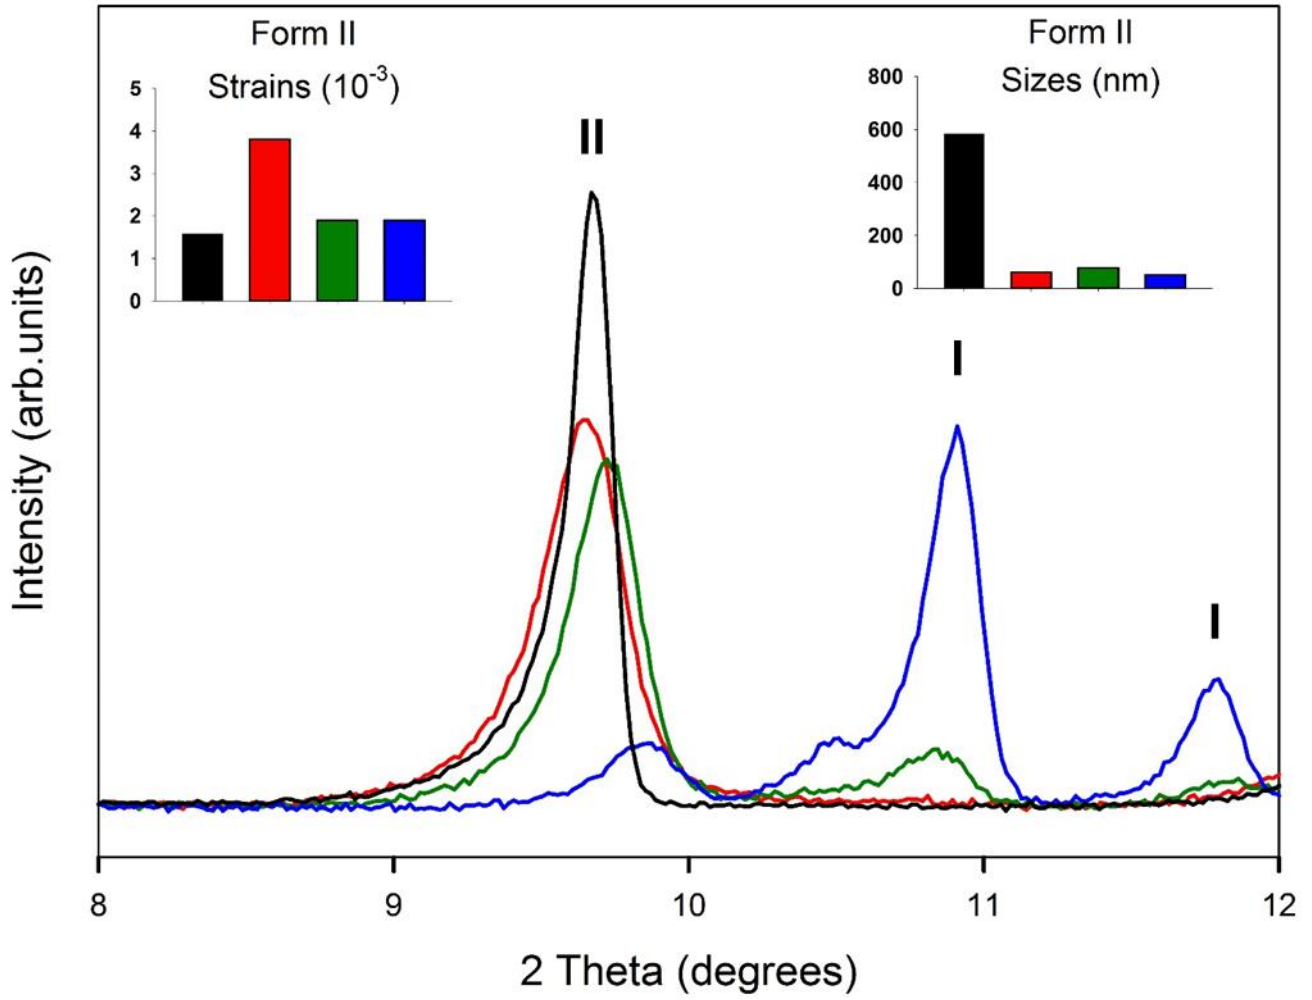 Form II
Strains (10⁻³)
5
4
3
2
1
0
Form II
Sizes (nm)
800
600
400
200
0
II
I
I
Intensity (arb.units)
8 9 10 11 12
2 Theta (degrees)